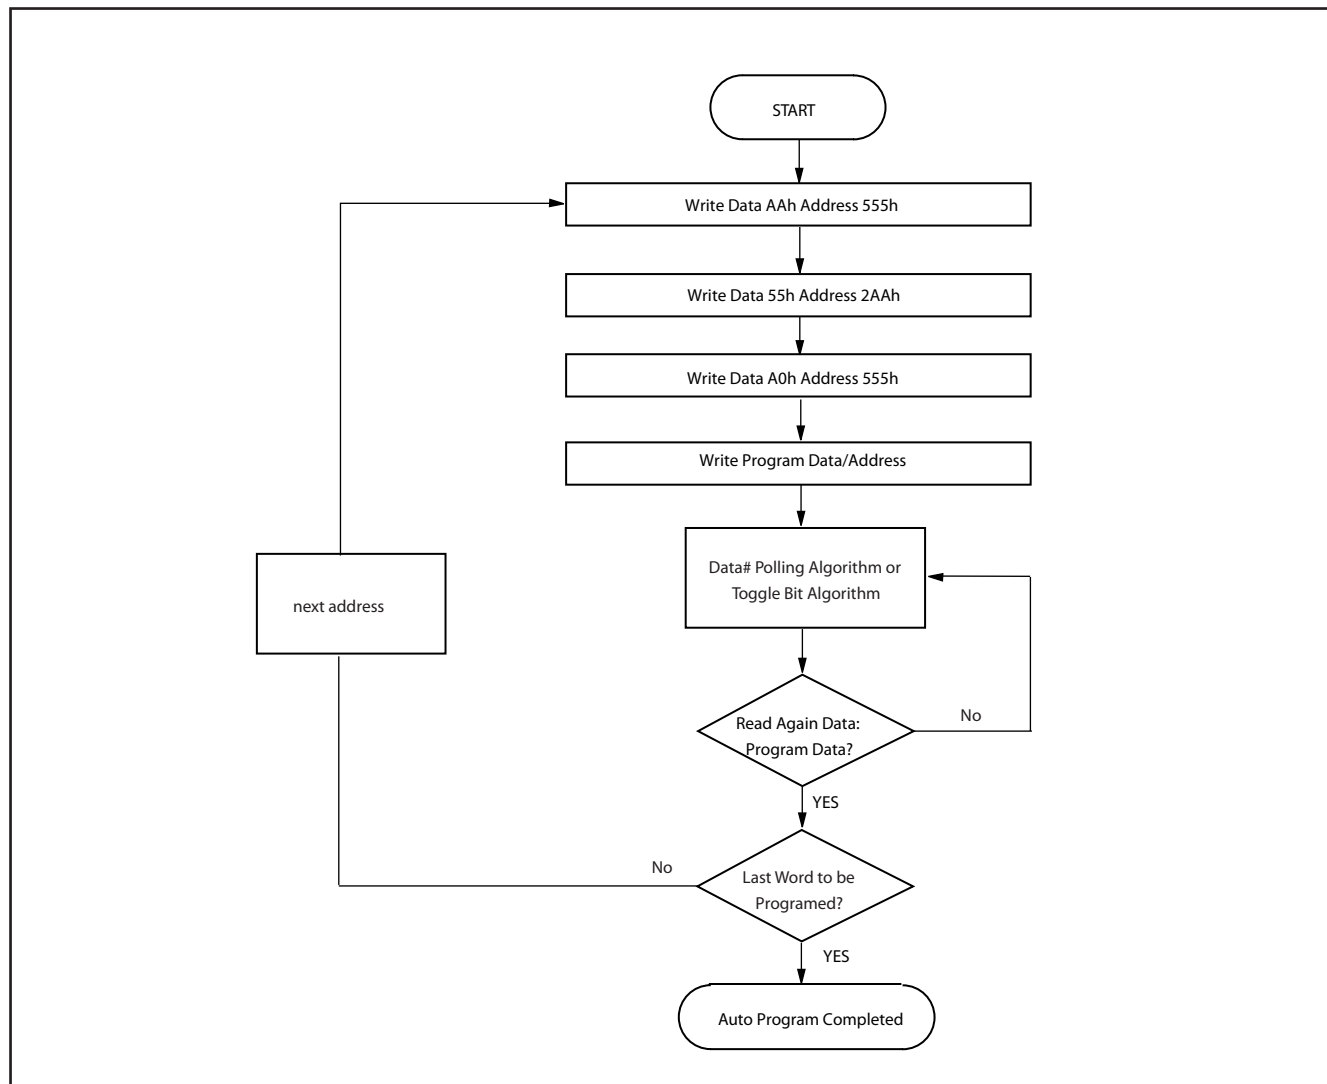 START
Write Data AAh Address 555h
Write Data 55h Address 2AAh
Write Data A0h Address 555h
Write Program Data/Address
Data# Polling Algorithm or
Toggle Bit Algorithm
next address
Read Again Data:
Program Data?
No
YES
No
Last Word to be
Programed?
YES
Auto Program Completed